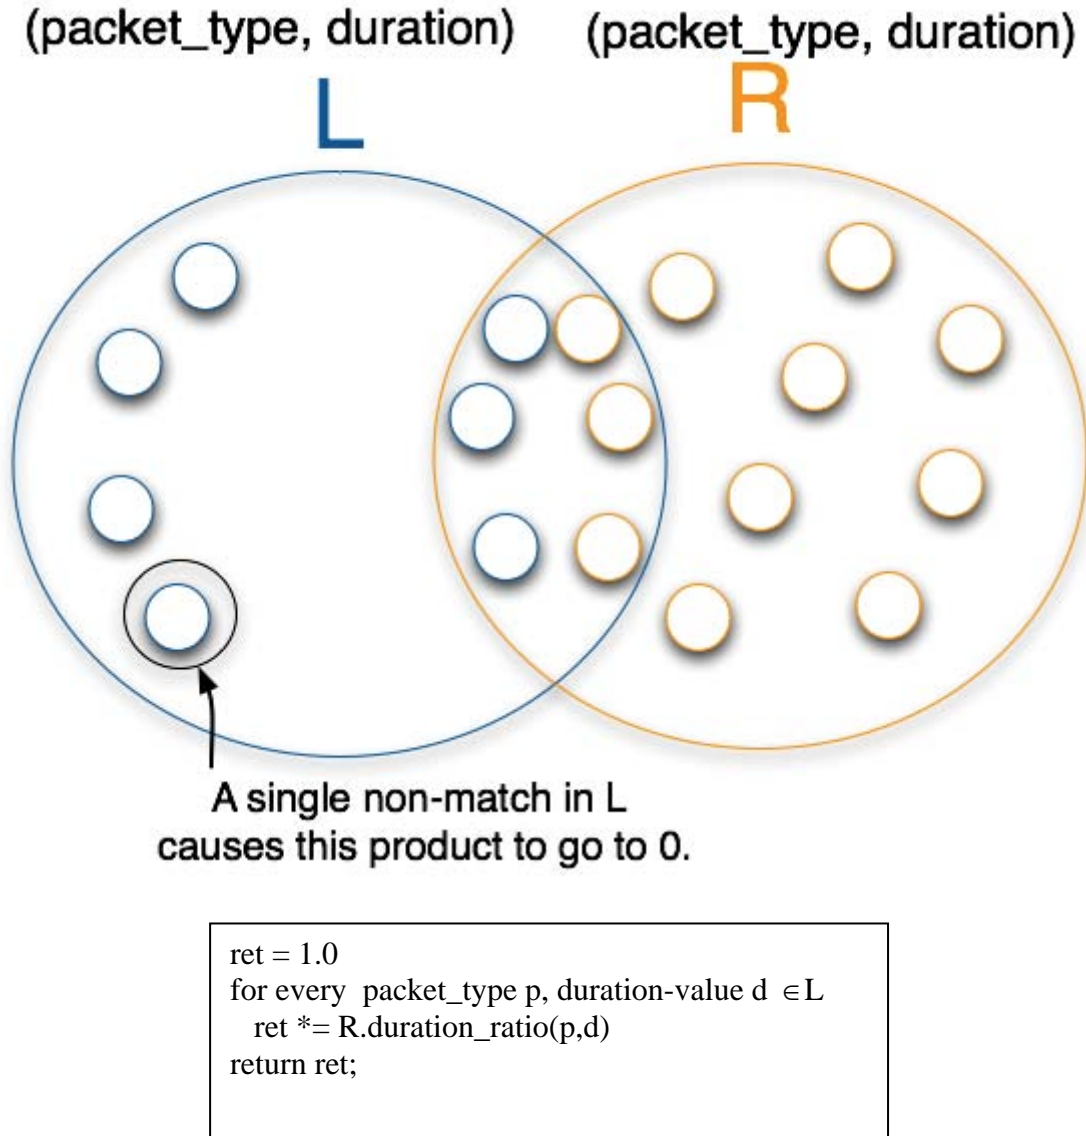 (packet_type, duration) (packet_type, duration)
L R
A single non-match in L
causes this product to go to 0.
ret = 1.0
for every packet_type p, duration-value d ∈L
ret *= R.duration_ratio(p,d)
return ret;